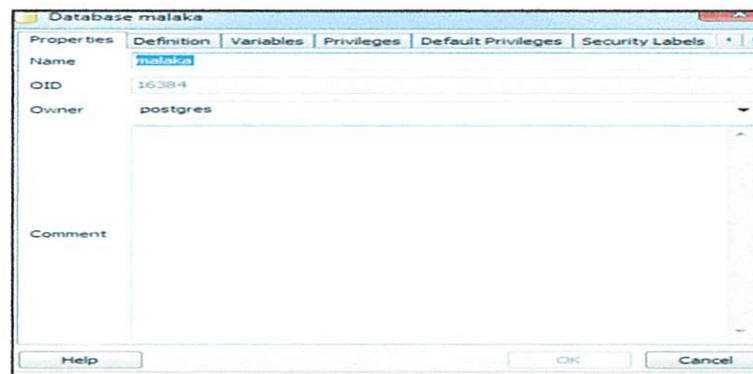 Database malaka
Properties Definition Variables Privileges Default Privileges Security Labels
Name malaka
OID 16384
Owner postgres
Comment
Help OK Cancel